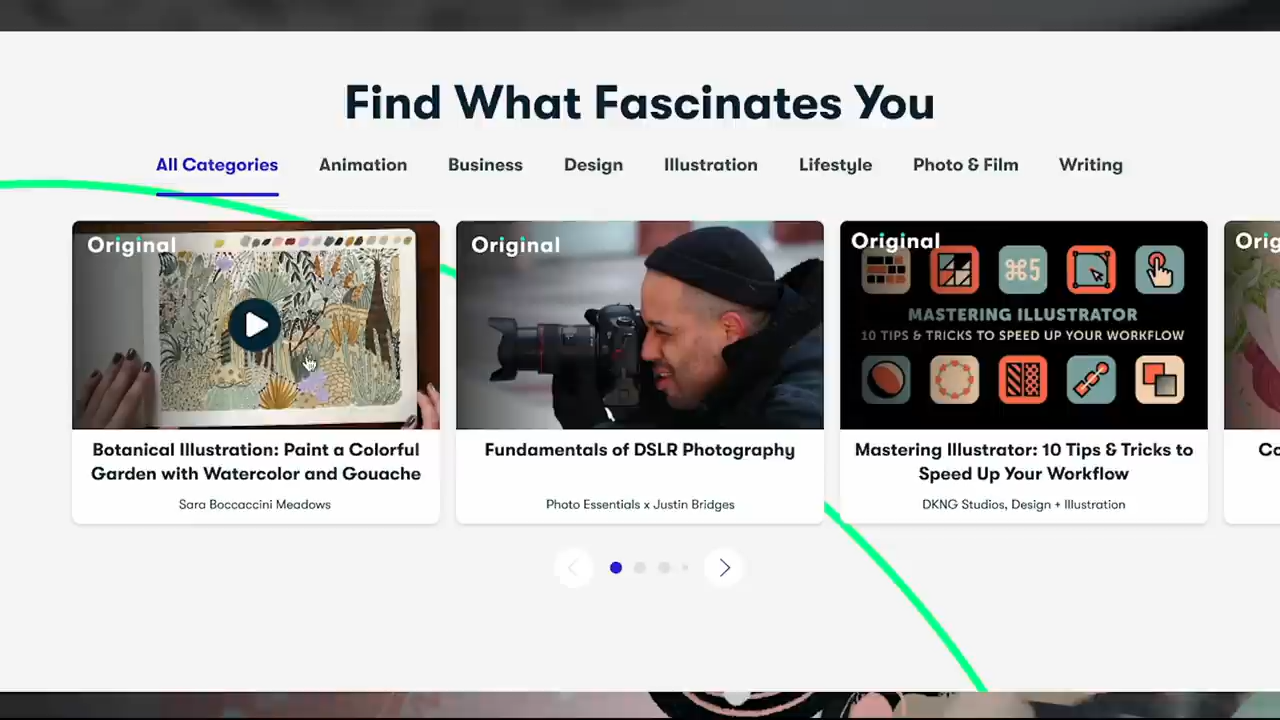 Find What Fascinates You
All Categories Animation Business Design Illustration Lifestyle Photo & Film Writing
Original
Botanical Illustration: Paint a Colorful
Garden with Watercolor and Gouache
Sara Boccaccini Meadows
Original
Fundamentals of DSLR Photography
Photo Essentials x Justin Bridges
Original
⌘5
MASTERING ILLUSTRATOR
10 TIPS & TRICKS TO SPEED UP YOUR WORKFLOW
Mastering Illustrator: 10 Tips & Tricks to
Speed Up Your Workflow
DKNG Studios, Design + Illustration
Orig
Co